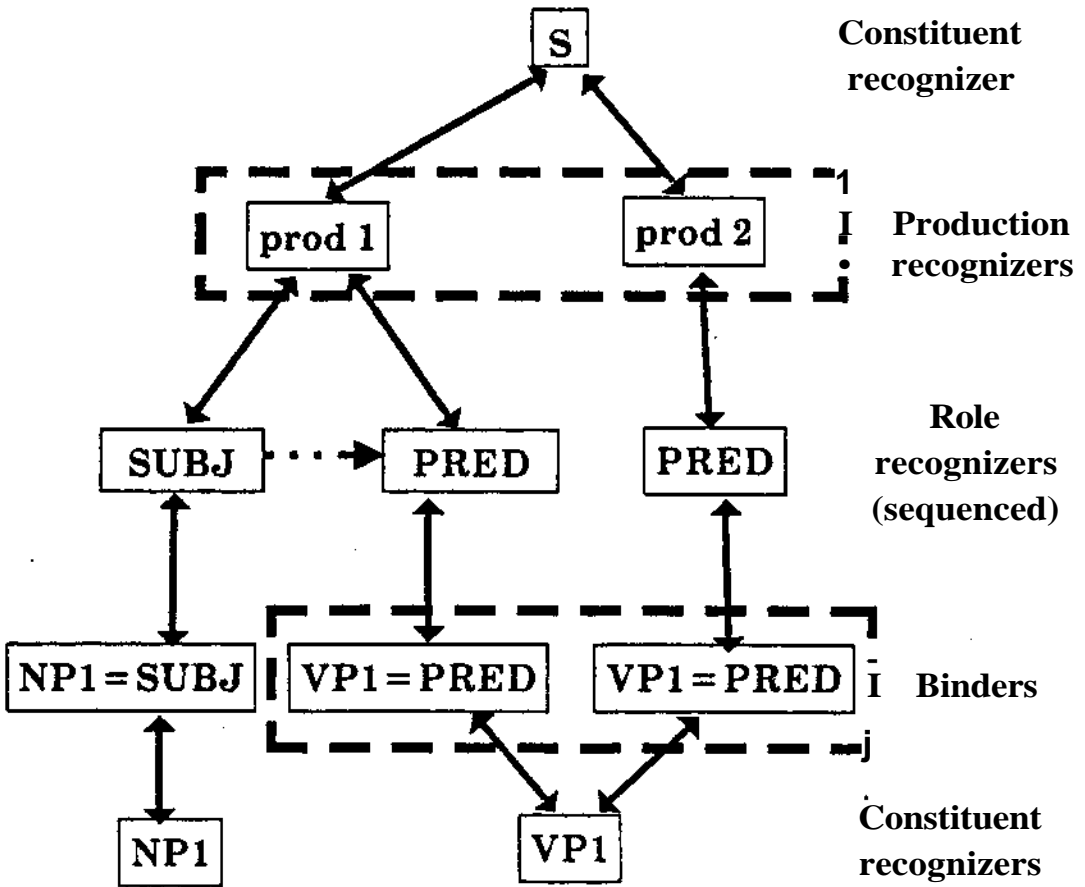 S
Constituent
recognizer
prod 1
prod 2
1
I Production
• recognizers
SUBJ
PRED
PRED
Role
recognizers
(sequenced)
NP1 = SUBJ
VP1 = PRED
VP1 = PRED
I Binders
j
NP1
VP1
Constituent
recognizers